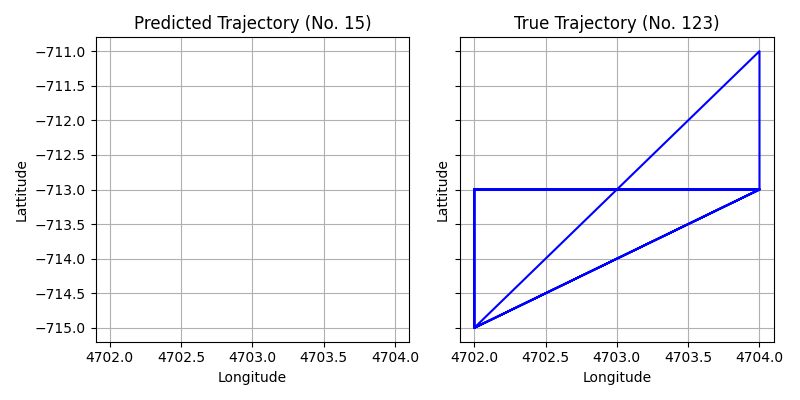 Predicted Trajectory (No. 15)
True Trajectory (No. 123)
−711.0
−711.5
−712.0
−712.5
−713.0
−713.5
−714.0
−714.5
−715.0
Lattitude
Lattitude
4702.0 4702.5 4703.0 4703.5 4704.0
4702.0 4702.5 4703.0 4703.5 4704.0
Longitude
Longitude